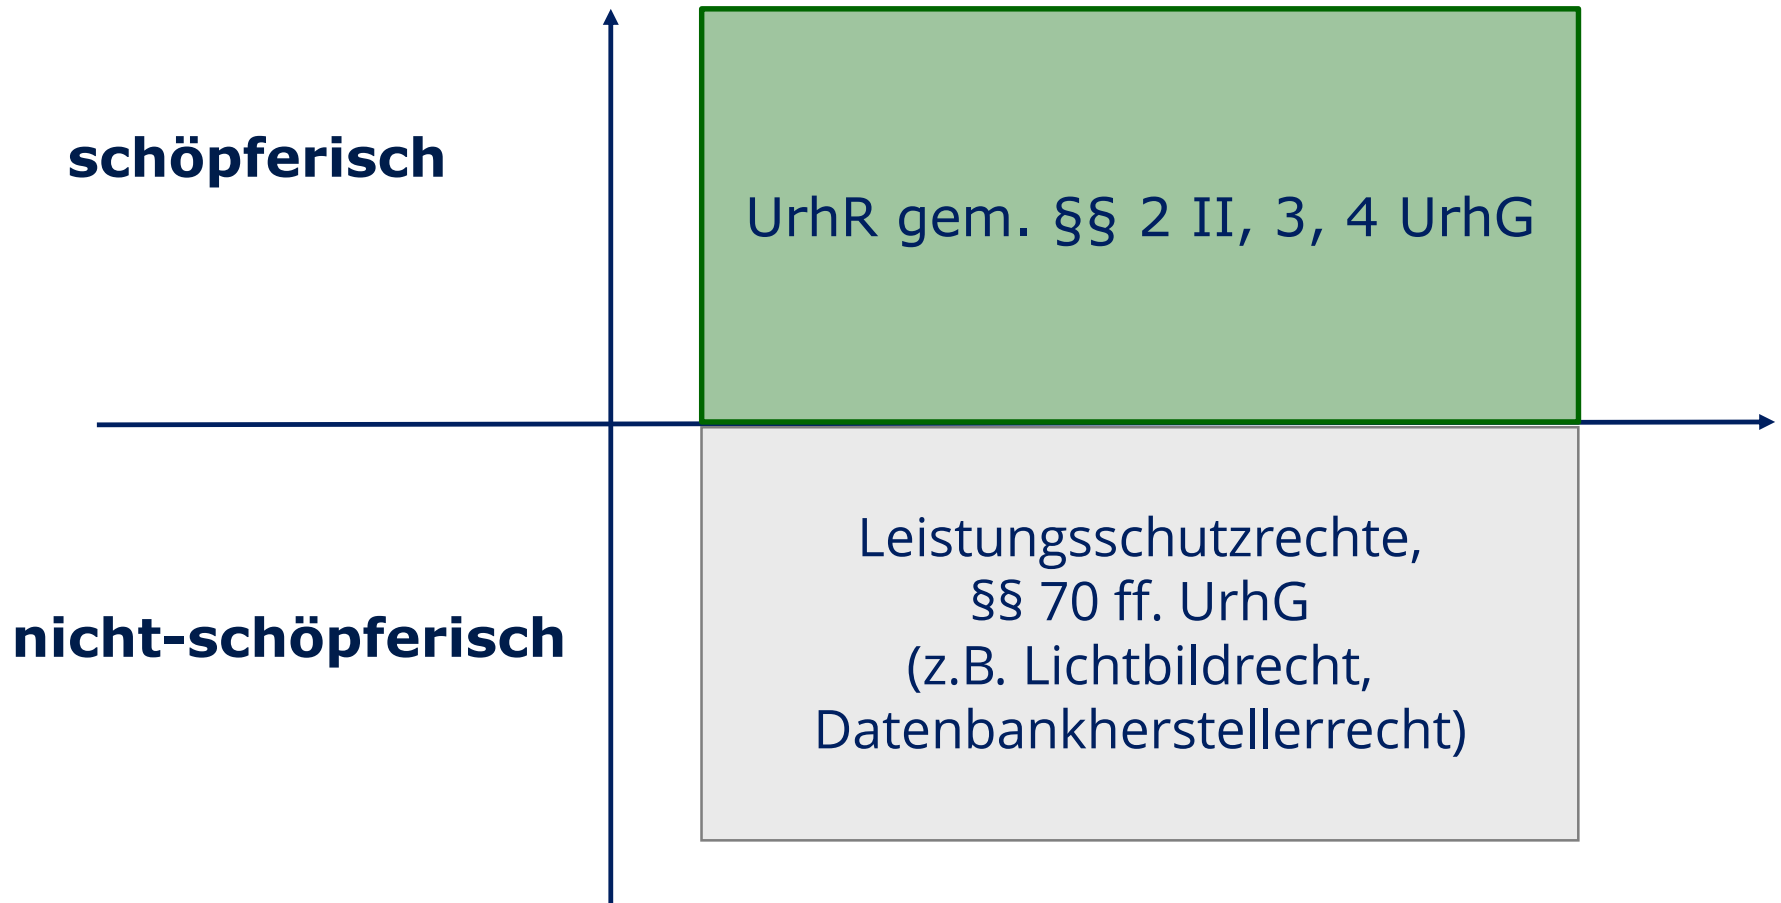 schöpferisch
UrhR gem. §§ 2 II, 3, 4 UrhG
nicht-schöpferisch
Leistungsschutzrechte,
§§ 70 ff. UrhG
(z.B. Lichtbildrecht,
Datenbankherstellerrecht)